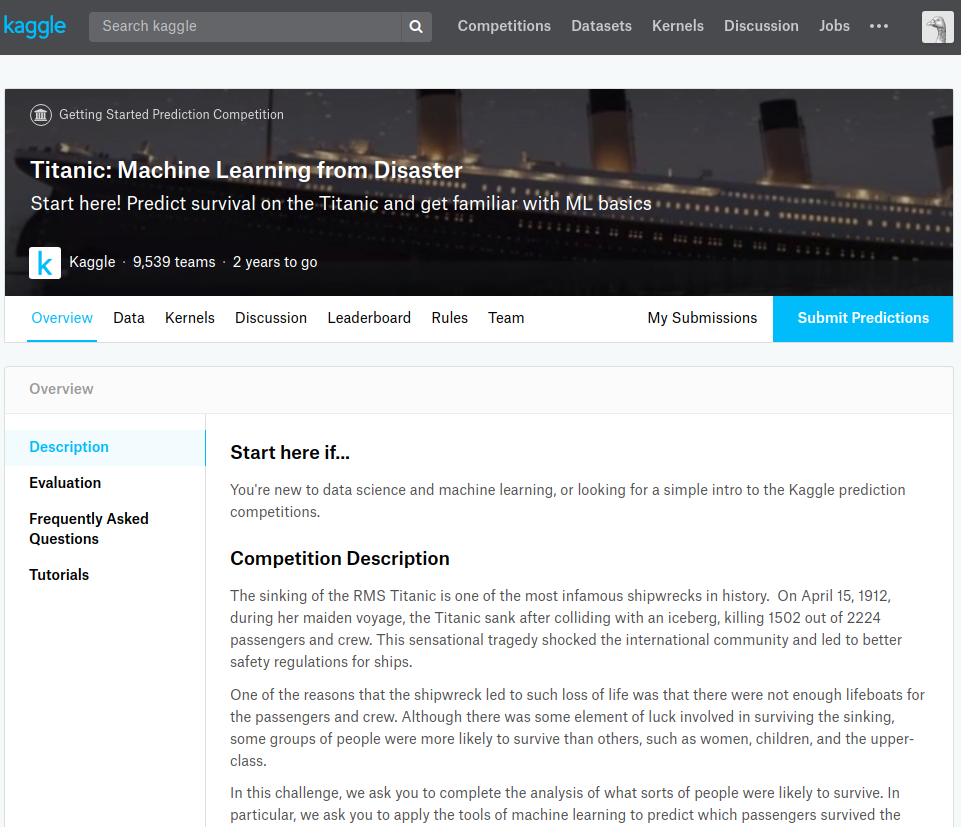 kaggle
Search kaggle
Competitions Datasets Kernels Discussion Jobs •••
Getting Started Prediction Competition
Titanic: Machine Learning from Disaster
Start here! Predict survival on the Titanic and get familiar with ML basics
k Kaggle · 9,539 teams · 2 years to go
Overview Data Kernels Discussion Leaderboard Rules Team My Submissions Submit Predictions
Overview
Description
Evaluation
Frequently Asked
Questions
Tutorials
Start here if...
You're new to data science and machine learning, or looking for a simple intro to the Kaggle prediction
competitions.
Competition Description
The sinking of the RMS Titanic is one of the most infamous shipwrecks in history.  On April 15, 1912,
during her maiden voyage, the Titanic sank after colliding with an iceberg, killing 1502 out of 2224
passengers and crew. This sensational tragedy shocked the international community and led to better
safety regulations for ships.
One of the reasons that the shipwreck led to such loss of life was that there were not enough lifeboats for
the passengers and crew. Although there was some element of luck involved in surviving the sinking,
some groups of people were more likely to survive than others, such as women, children, and the upper-
class.
In this challenge, we ask you to complete the analysis of what sorts of people were likely to survive. In
particular, we ask you to apply the tools of machine learning to predict which passengers survived the